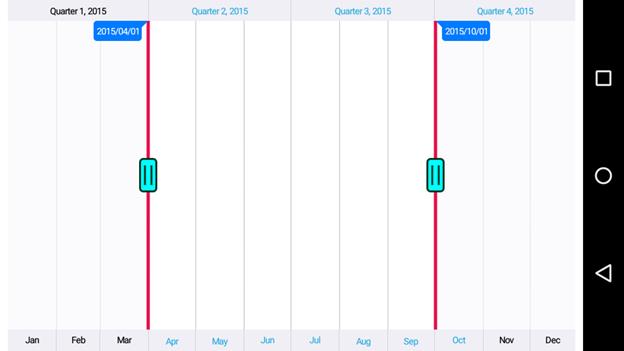 Quarter 1, 2015 Quarter 2, 2015 Quarter 3, 2015 Quarter 4, 2015
2015/04/01 2015/10/01
Jan Feb Mar Apr May Jun Jul Aug Sep Oct Nov Dec